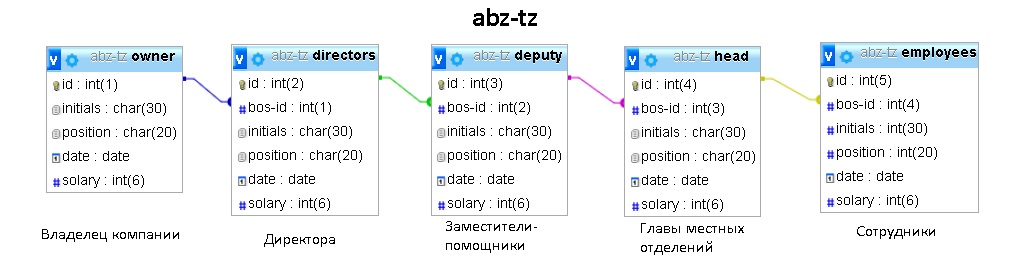 abz-tz
abz-tz owner
id : int(1)
initials : char(30)
position : char(20)
date : date
solary : int(6)
Владелец компании
abz-tz directors
id : int(2)
bos-id : int(1)
initials : char(30)
position : char(20)
date : date
solary : int(6)
Директора
abz-tz deputy
id : int(3)
bos-id : int(2)
initials : char(30)
position : char(20)
date : date
solary : int(6)
Заместители-
помощники
abz-tz head
id : int(4)
bos-id : int(3)
initials : char(30)
position : char(20)
date : date
solary : int(6)
Главы местных
отделений
abz-tz employees
id : int(5)
bos-id : int(4)
initials : int(30)
position : int(20)
date : date
solary : int(6)
Сотрудники